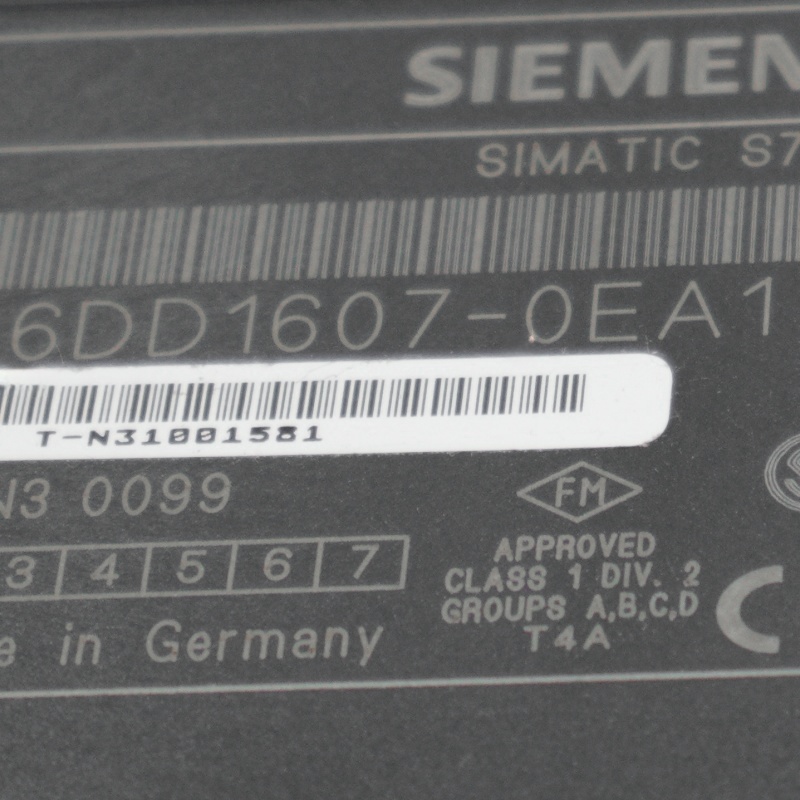 SIEMEN
SIMATIC S7
6DD1607-0EA1
T-N31001581
N3 0099
FM
3 4 5 6 7
APPROVED
CLASS 1 DIV. 2
GROUPS A,B,C,D
T4A
e in Germany